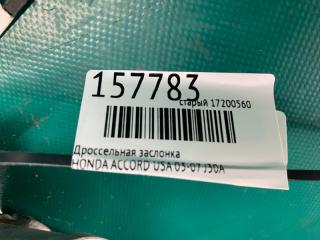 157783
старый 17200560
Дроссельная заслонка
HONDA ACCORD USA 03-07 J30A